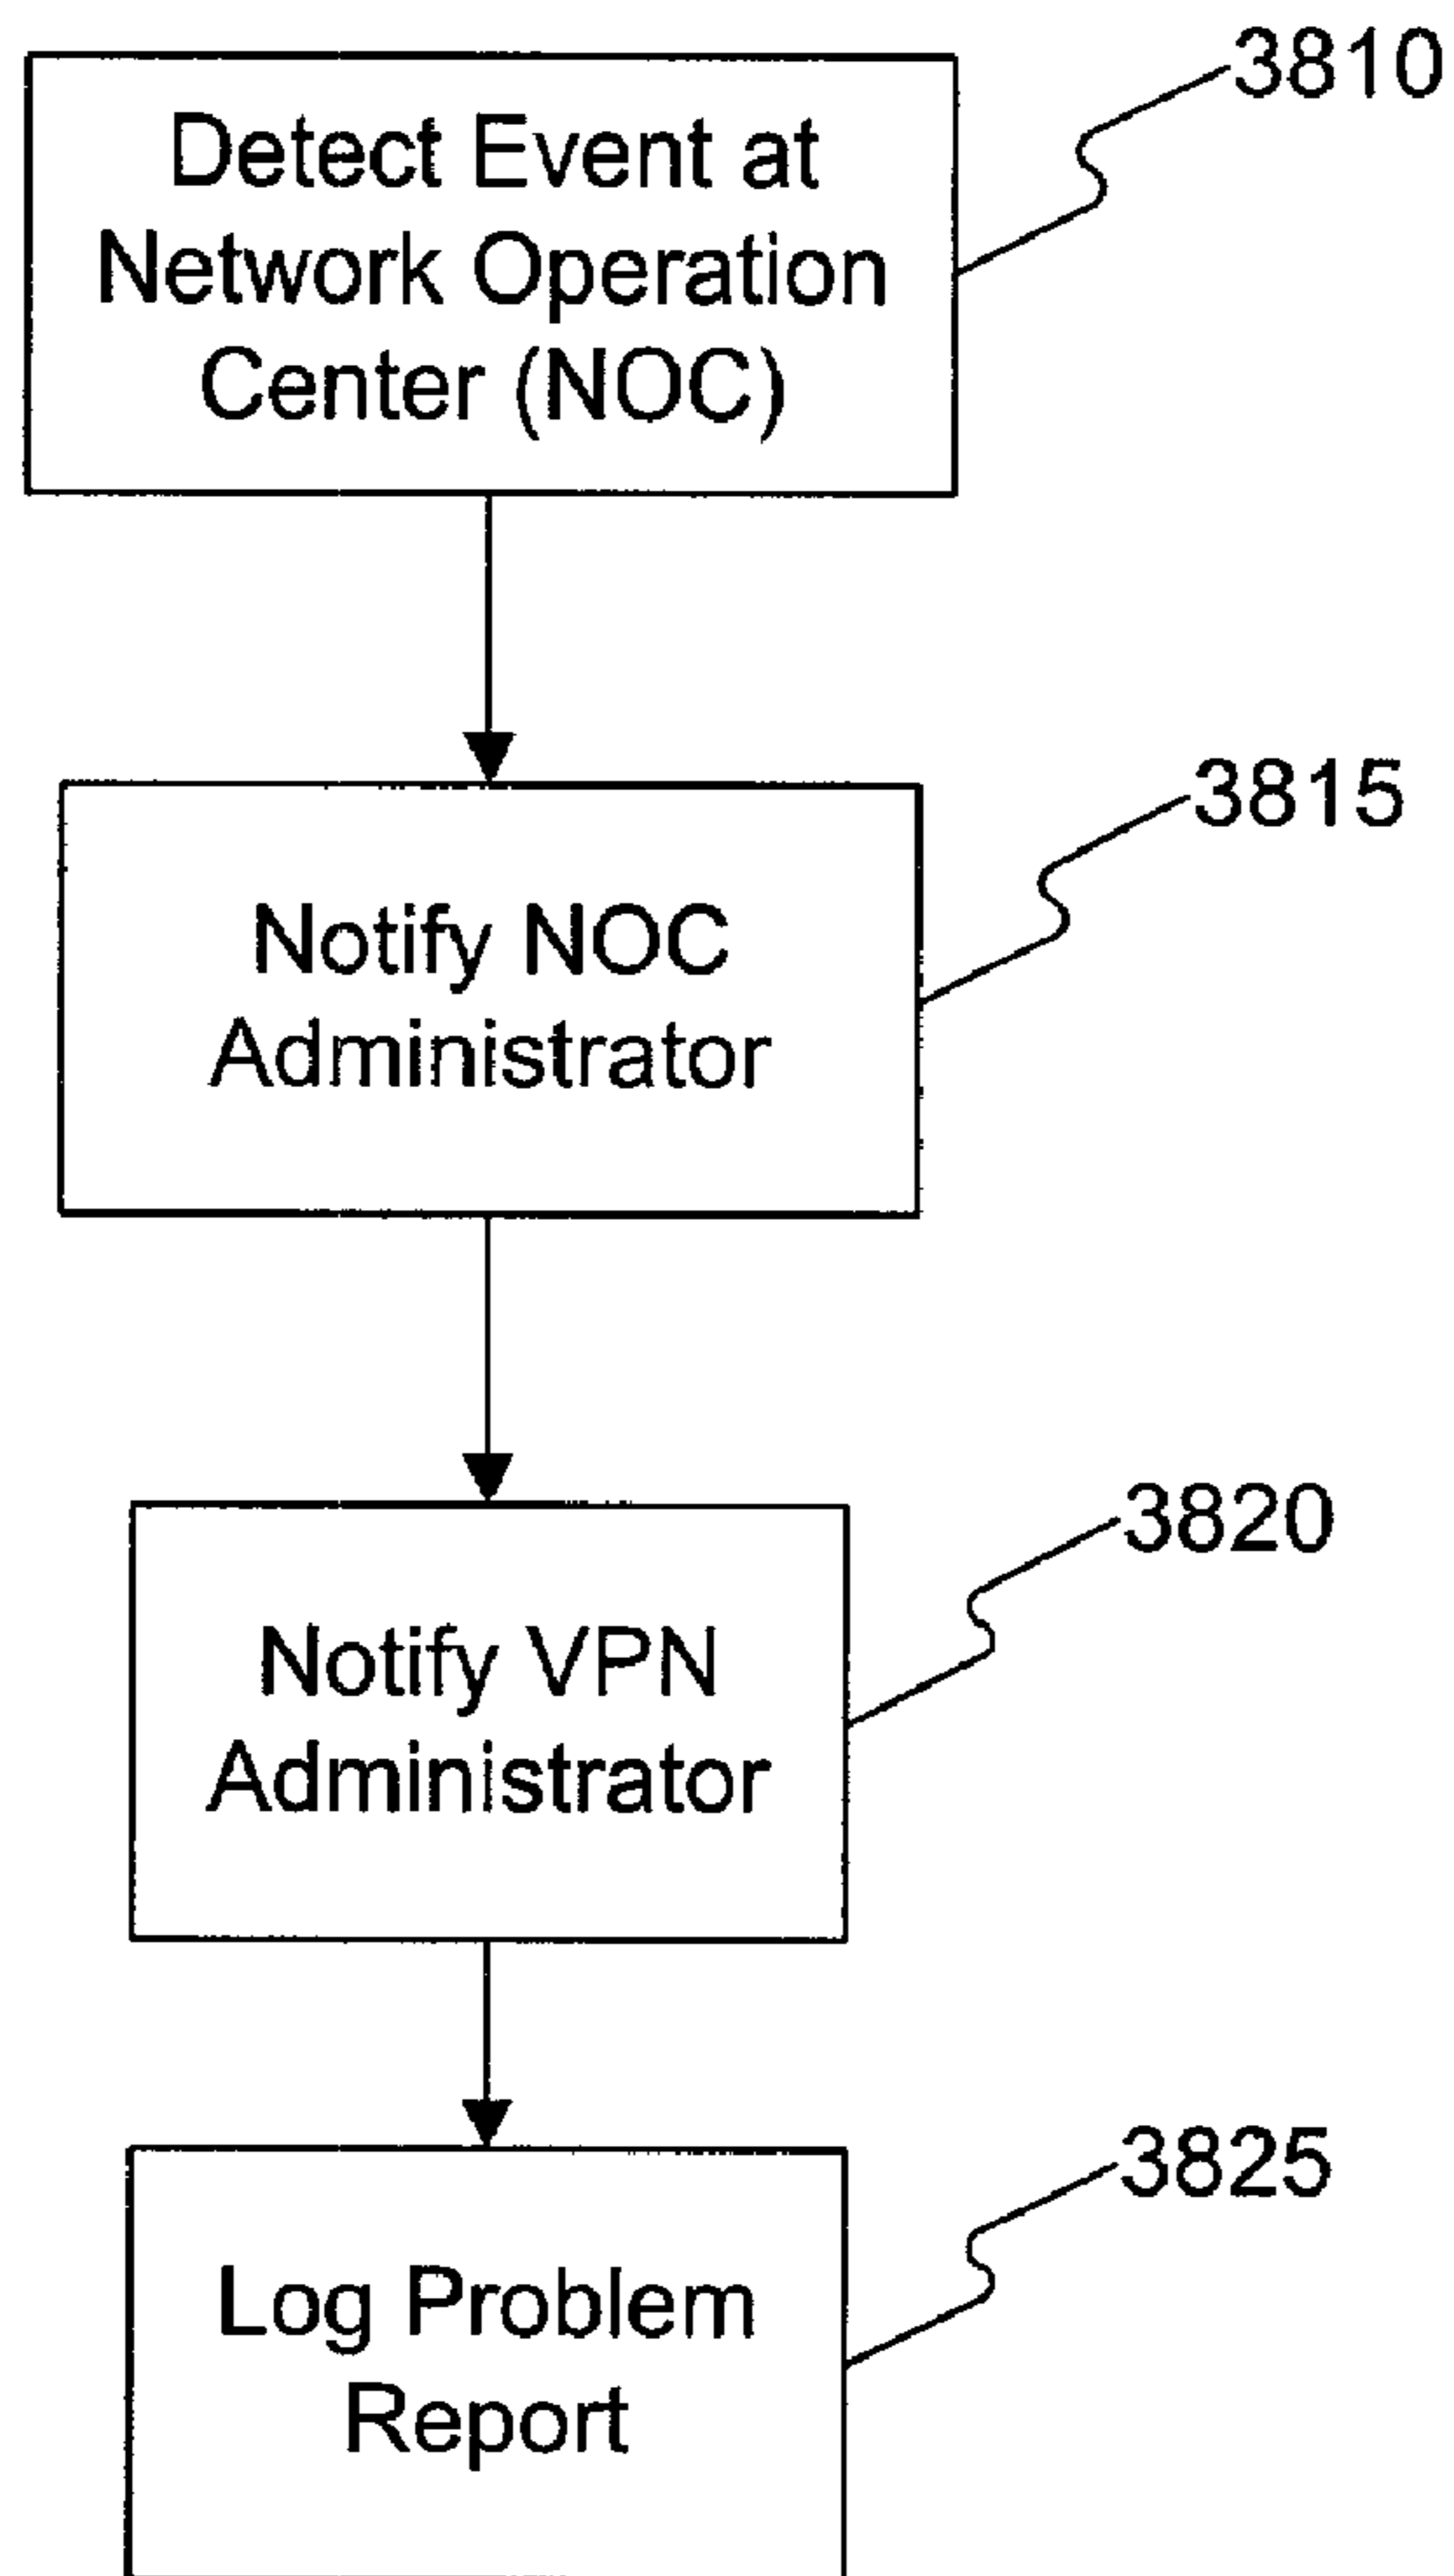 3810
Detect Event at
Network Operation
Center (NOC)
3815
Notify NOC
Administrator
3820
Notify VPN
Administrator
3825
Log Problem
Report